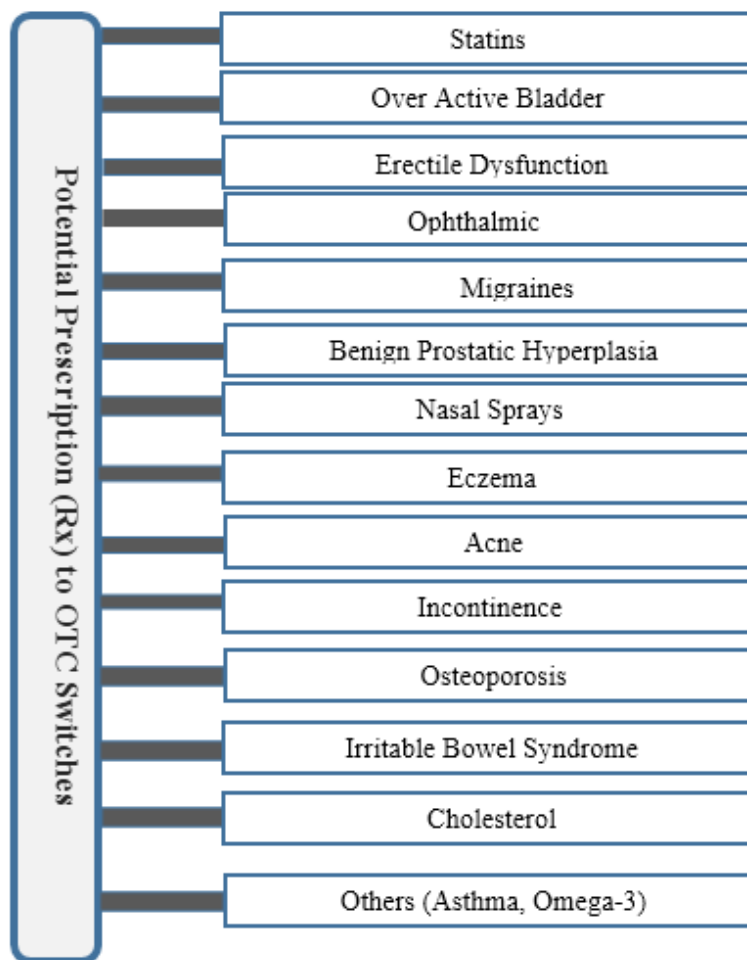 Potential Prescription (Rx) to OTC Switches
Statins
Over Active Bladder
Erectile Dysfunction
Ophthalmic
Migraines
Benign Prostatic Hyperplasia
Nasal Sprays
Eczema
Acne
Incontinence
Osteoporosis
Irritable Bowel Syndrome
Cholesterol
Others (Asthma, Omega-3)